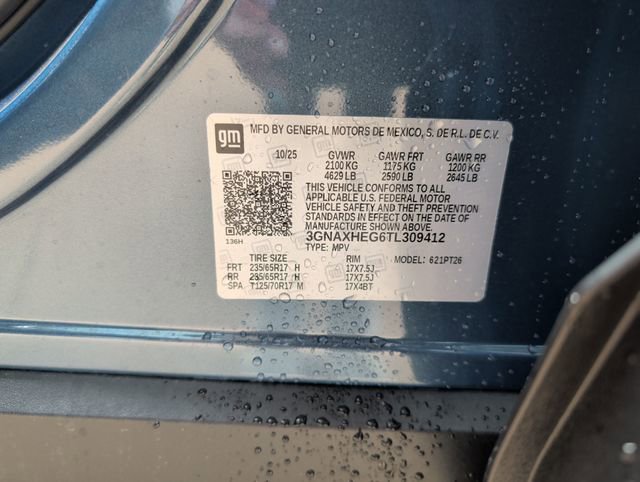 gm
MFD BY GENERAL MOTORS DE MEXICO, S. DE R.L. DE C.V.
10/25 GVWR GAWR FRT GAWR RR
2100 KG 1175 KG 1200 KG
4629 LB 2590 LB 2645 LB
THIS VEHICLE CONFORMS TO ALL
APPLICABLE U.S. FEDERAL MOTOR
VEHICLE SAFETY AND THEFT PREVENTION
STANDARDS IN EFFECT ON THE DATE OF
MANUFACTURE SHOWN ABOVE.
3GNAXHEG6TL309412
136H
TYPE: MPV
TIRE SIZE RIM MODEL: 621PT26
FRT 235/65R17 H 17X7.5J
RR 235/65R17 H 17X7.5J
SPA T125/70R17 M 17X4BT